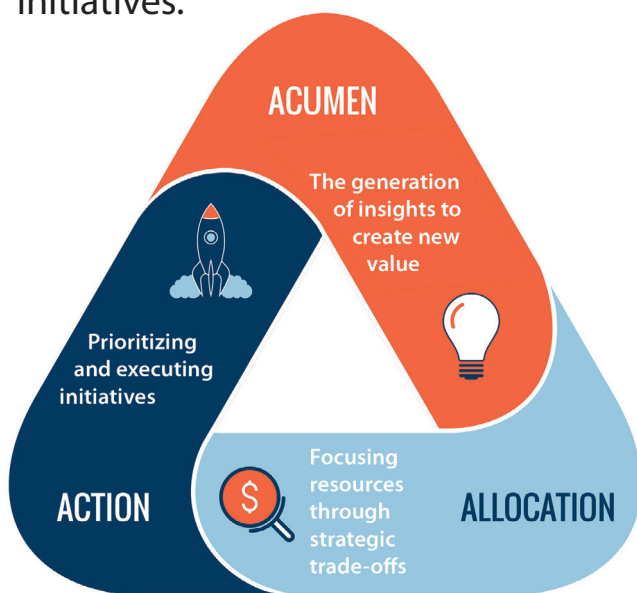 initiatives.
ACUMEN
The generation
of insights to
create new
value
Prioritizing
and executing
initiatives
ACTION
Focusing
resources
through
strategic
trade-offs
ALLOCATION
$